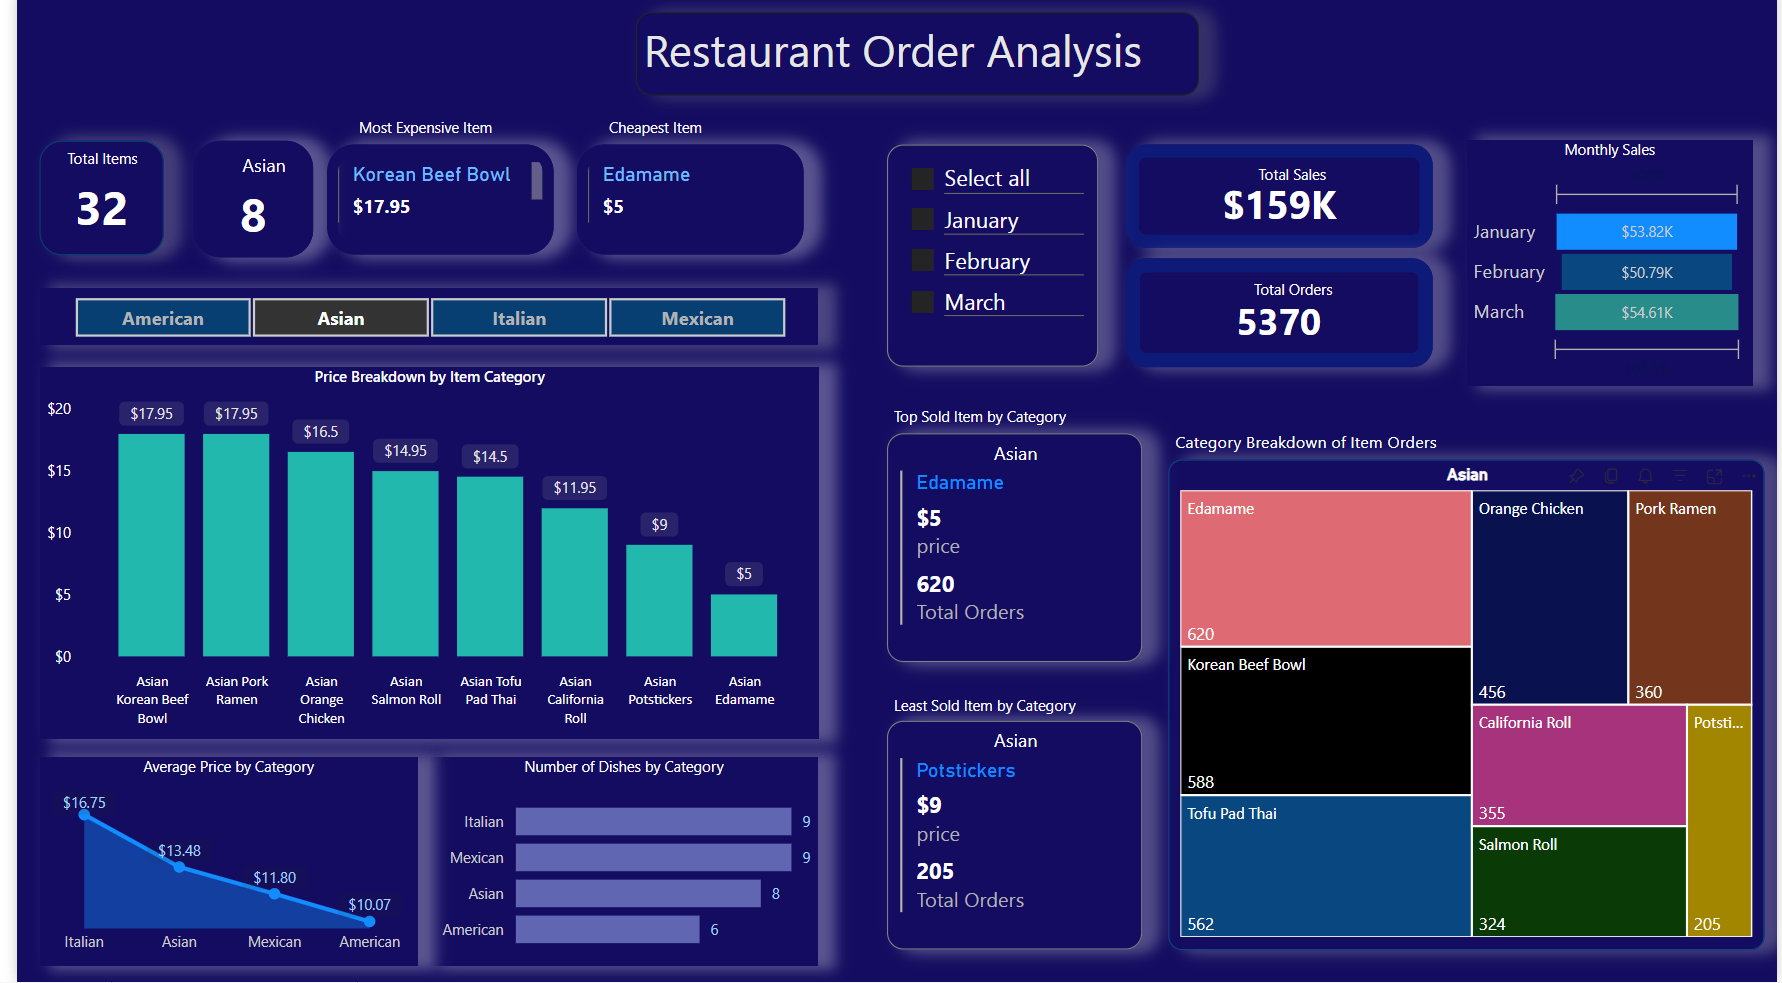 Restaurant Order Analysis
Total Items
32
Asian
8
Most Expensive Item
Korean Beef Bowl
$17.95
Cheapest Item
Edamame
$5
American
Asian
Italian
Mexican
Select all
January
February
March
Total Sales
$159K
Total Orders
5370
Monthly Sales
January
$53.82K
February
$50.79K
March
$54.61K
Price Breakdown by Item Category
$20
$15
$10
$5
$0
$17.95
$17.95
$16.5
$14.95
$14.5
$11.95
$9
$5
Asian
Korean Beef
Bowl
Asian Pork
Ramen
Asian
Orange
Chicken
Asian
Salmon Roll
Asian Tofu
Pad Thai
Asian
California
Roll
Asian
Potstickers
Asian
Edamame
Average Price by Category
$16.75
$13.48
$11.80
$10.07
Italian
Asian
Mexican
American
Number of Dishes by Category
Italian
9
Mexican
9
Asian
8
American
6
Top Sold Item by Category
Asian
Edamame
$5
price
620
Total Orders
Least Sold Item by Category
Asian
Potstickers
$9
price
205
Total Orders
Category Breakdown of Item Orders
Asian
Edamame
620
Korean Beef Bowl
588
Tofu Pad Thai
562
Orange Chicken
456
Pork Ramen
360
California Roll
355
Salmon Roll
324
Potsti...
205